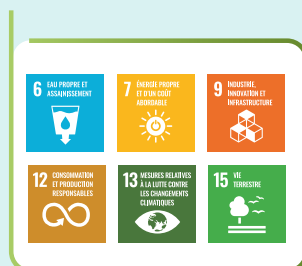 6 EAU PROPRE ET
ASSAINISSEMENT
7 ÉNERGIE PROPRE
ET D'UN COÛT
ABORDABLE
9 INDUSTRIE,
INNOVATION ET
INFRASTRUCTURE
12 CONSOMMATION
ET PRODUCTION
RESPONSABLES
13 MESURES RELATIVES
À LA LUTTE CONTRE
LES CHANGEMENTS
CLIMATIQUES
15 VIE
TERRESTRE